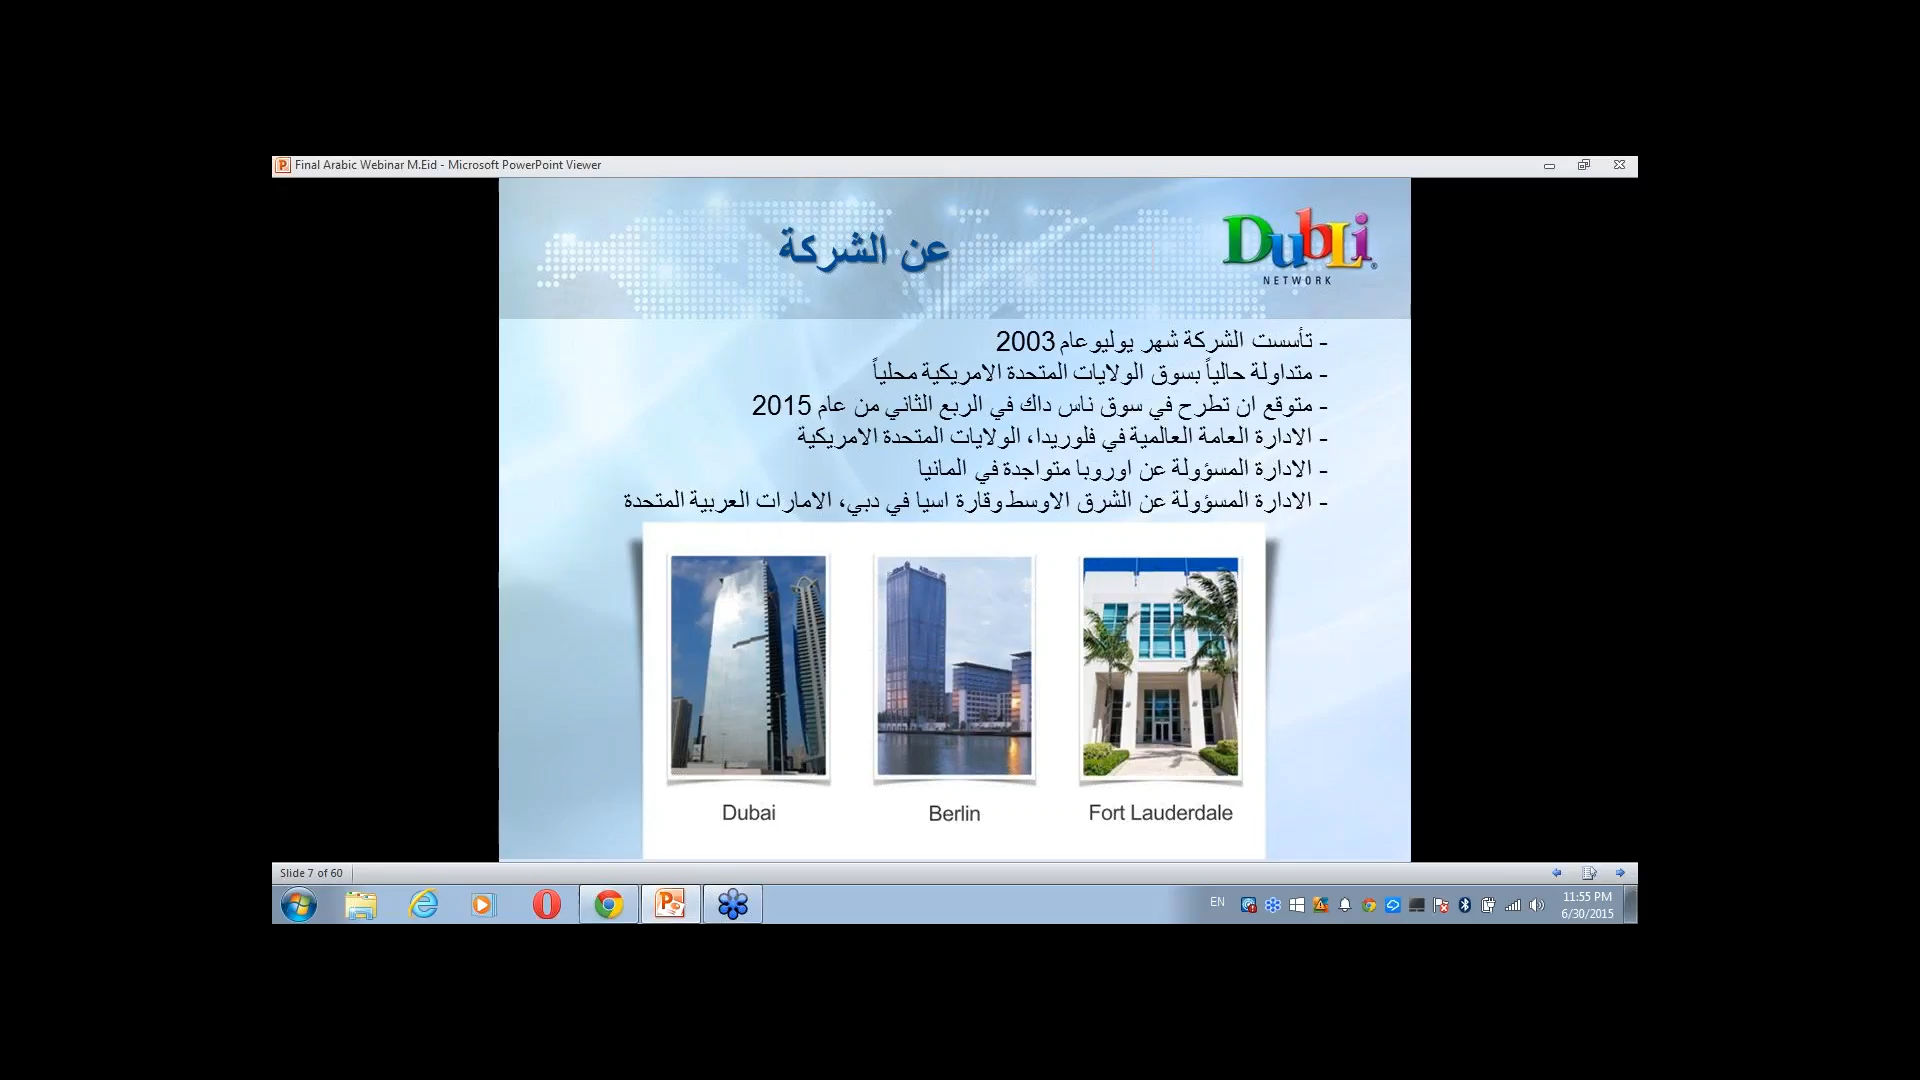 Final Arabic Webinar M.Eid - Microsoft PowerPoint Viewer
عن الشركة
DubLi
NETWORK
- تأسست الشركة شهر يوليو عام 2003
- متداولة حالياً بسوق الولايات المتحدة الامريكية محلياً
- متوقع ان تطرح في سوق ناس داك في الربع الثاني من عام 2015
- الادارة العامة العالمية في فلوريدا، الولايات المتحدة الامريكية
- الادارة المسؤولة عن اوروبا متواجدة في المانيا
- الادارة المسؤولة عن الشرق الاوسط وقارة اسيا في دبي، الامارات العربية المتحدة
Dubai
Berlin
Fort Lauderdale
Slide 7 of 60
EN
11:55 PM
6/30/2015